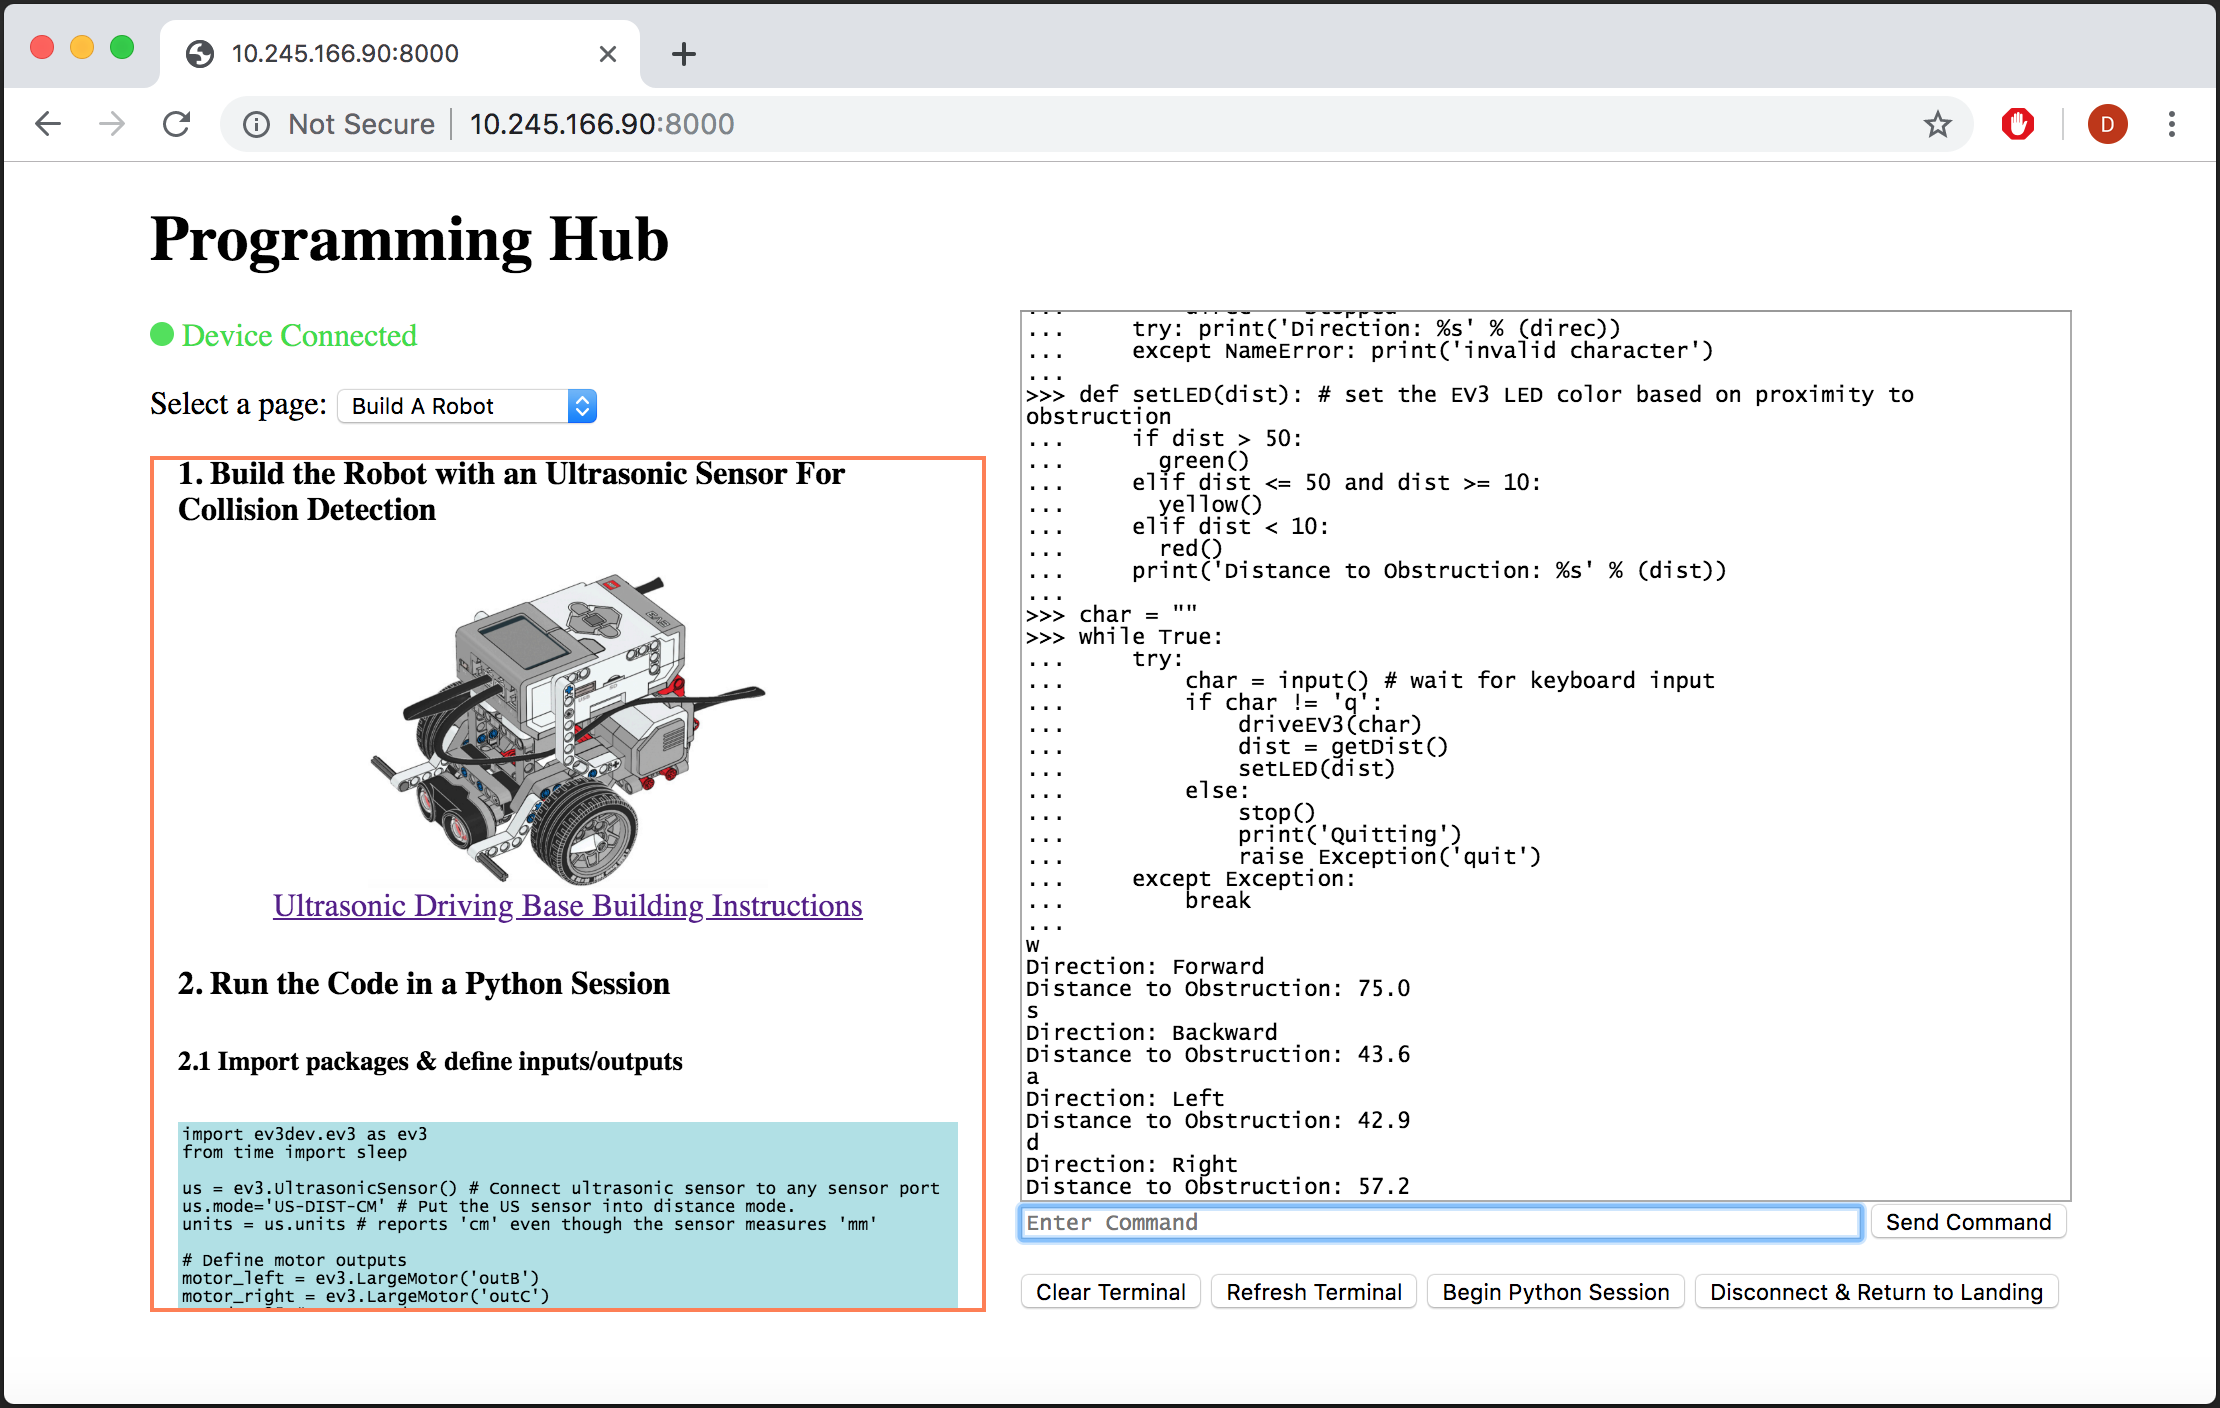 10.245.166.90:8000
Not Secure | 10.245.166.90:8000
D
Programming Hub
Device Connected
Select a page: Build A Robot
1. Build the Robot with an Ultrasonic Sensor For
Collision Detection
EV3
Ultrasonic Driving Base Building Instructions
2. Run the Code in a Python Session
2.1 Import packages & define inputs/outputs
import ev3dev.ev3 as ev3
from time import sleep
us = ev3.UltrasonicSensor() # Connect ultrasonic sensor to any sensor port
us.mode='US-DIST-CM' # Put the US sensor into distance mode.
units = us.units # reports 'cm' even though the sensor measures 'mm'
# Define motor outputs
motor_left = ev3.LargeMotor('outB')
motor_right = ev3.LargeMotor('outC')
...     try: print('Direction: %s' % (direc))
...     except NameError: print('invalid character')
...
>>> def setLED(dist): # set the EV3 LED color based on proximity to
obstruction
...     if dist > 50:
...       green()
...     elif dist <= 50 and dist >= 10:
...       yellow()
...     elif dist < 10:
...       red()
...     print('Distance to Obstruction: %s' % (dist))
...
>>> char = ""
>>> while True:
...     try:
...         char = input() # wait for keyboard input
...         if char != 'q':
...             driveEV3(char)
...             dist = getDist()
...             setLED(dist)
...         else:
...             stop()
...             print('Quitting')
...             raise Exception('quit')
...     except Exception:
...         break
...
w
Direction: Forward
Distance to Obstruction: 75.0
s
Direction: Backward
Distance to Obstruction: 43.6
a
Direction: Left
Distance to Obstruction: 42.9
d
Direction: Right
Distance to Obstruction: 57.2
Enter Command
Send Command
Clear Terminal
Refresh Terminal
Begin Python Session
Disconnect & Return to Landing